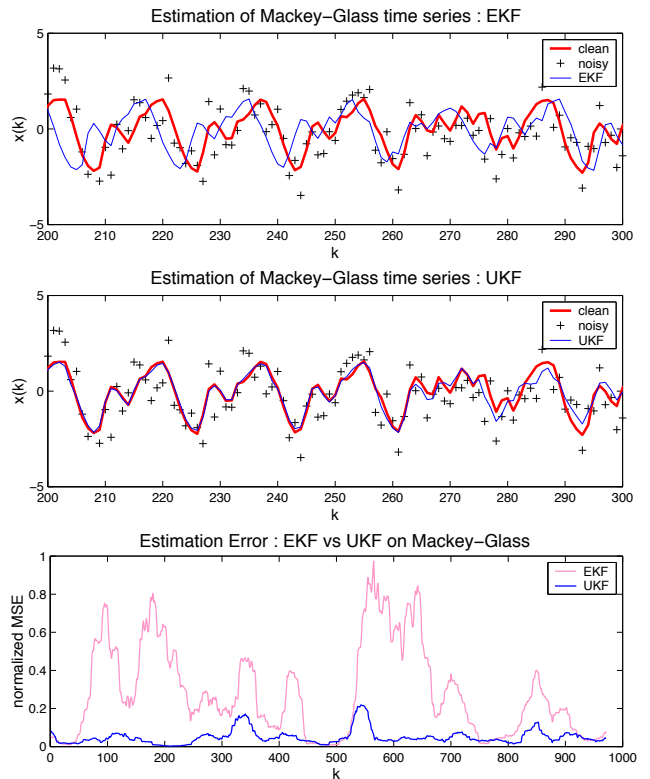 Estimation of Mackey−Glass time series : EKF
5
0
−5
x(k)
clean
noisy
EKF
200 210 220 230 240 250 260 270 280 290 300
k
Estimation of Mackey−Glass time series : UKF
5
0
−5
x(k)
clean
noisy
UKF
200 210 220 230 240 250 260 270 280 290 300
k
Estimation Error : EKF vs UKF on Mackey−Glass
1
0.8
0.6
0.4
0.2
0
normalized MSE
EKF
UKF
0 100 200 300 400 500 600 700 800 900 1000
k